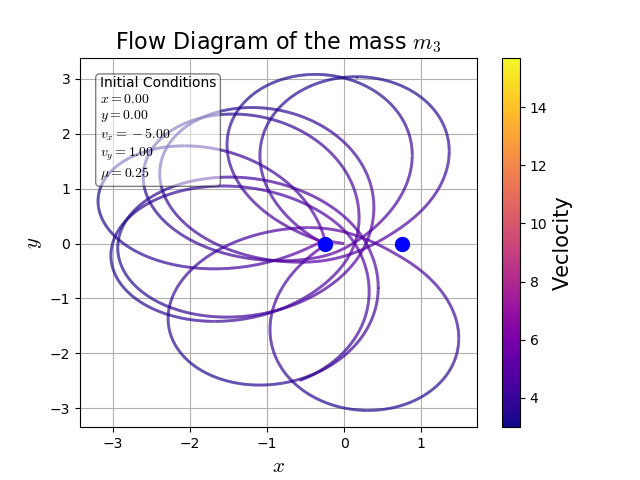 Flow Diagram of the mass m₃
Initial Conditions
x = 0.00
y = 0.00
vₓ = −5.00
v_y = 1.00
μ = 0.25
3
2
1
0
−1
−2
−3
y
−3
−2
−1
0
1
x
14
12
10
8
6
4
Veclocity